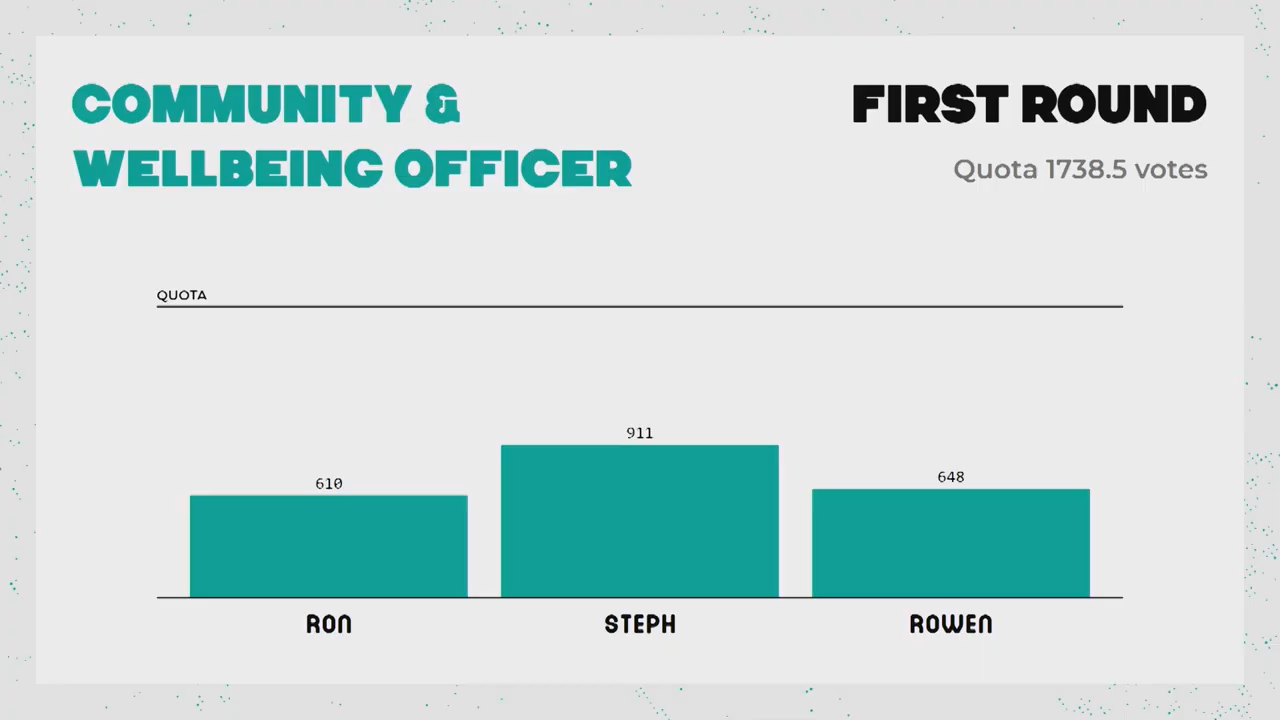 COMMUNITY &
WELLBEING OFFICER
FIRST ROUND
Quota 1738.5 votes
QUOTA
610
911
648
RON
STEPH
ROWEN